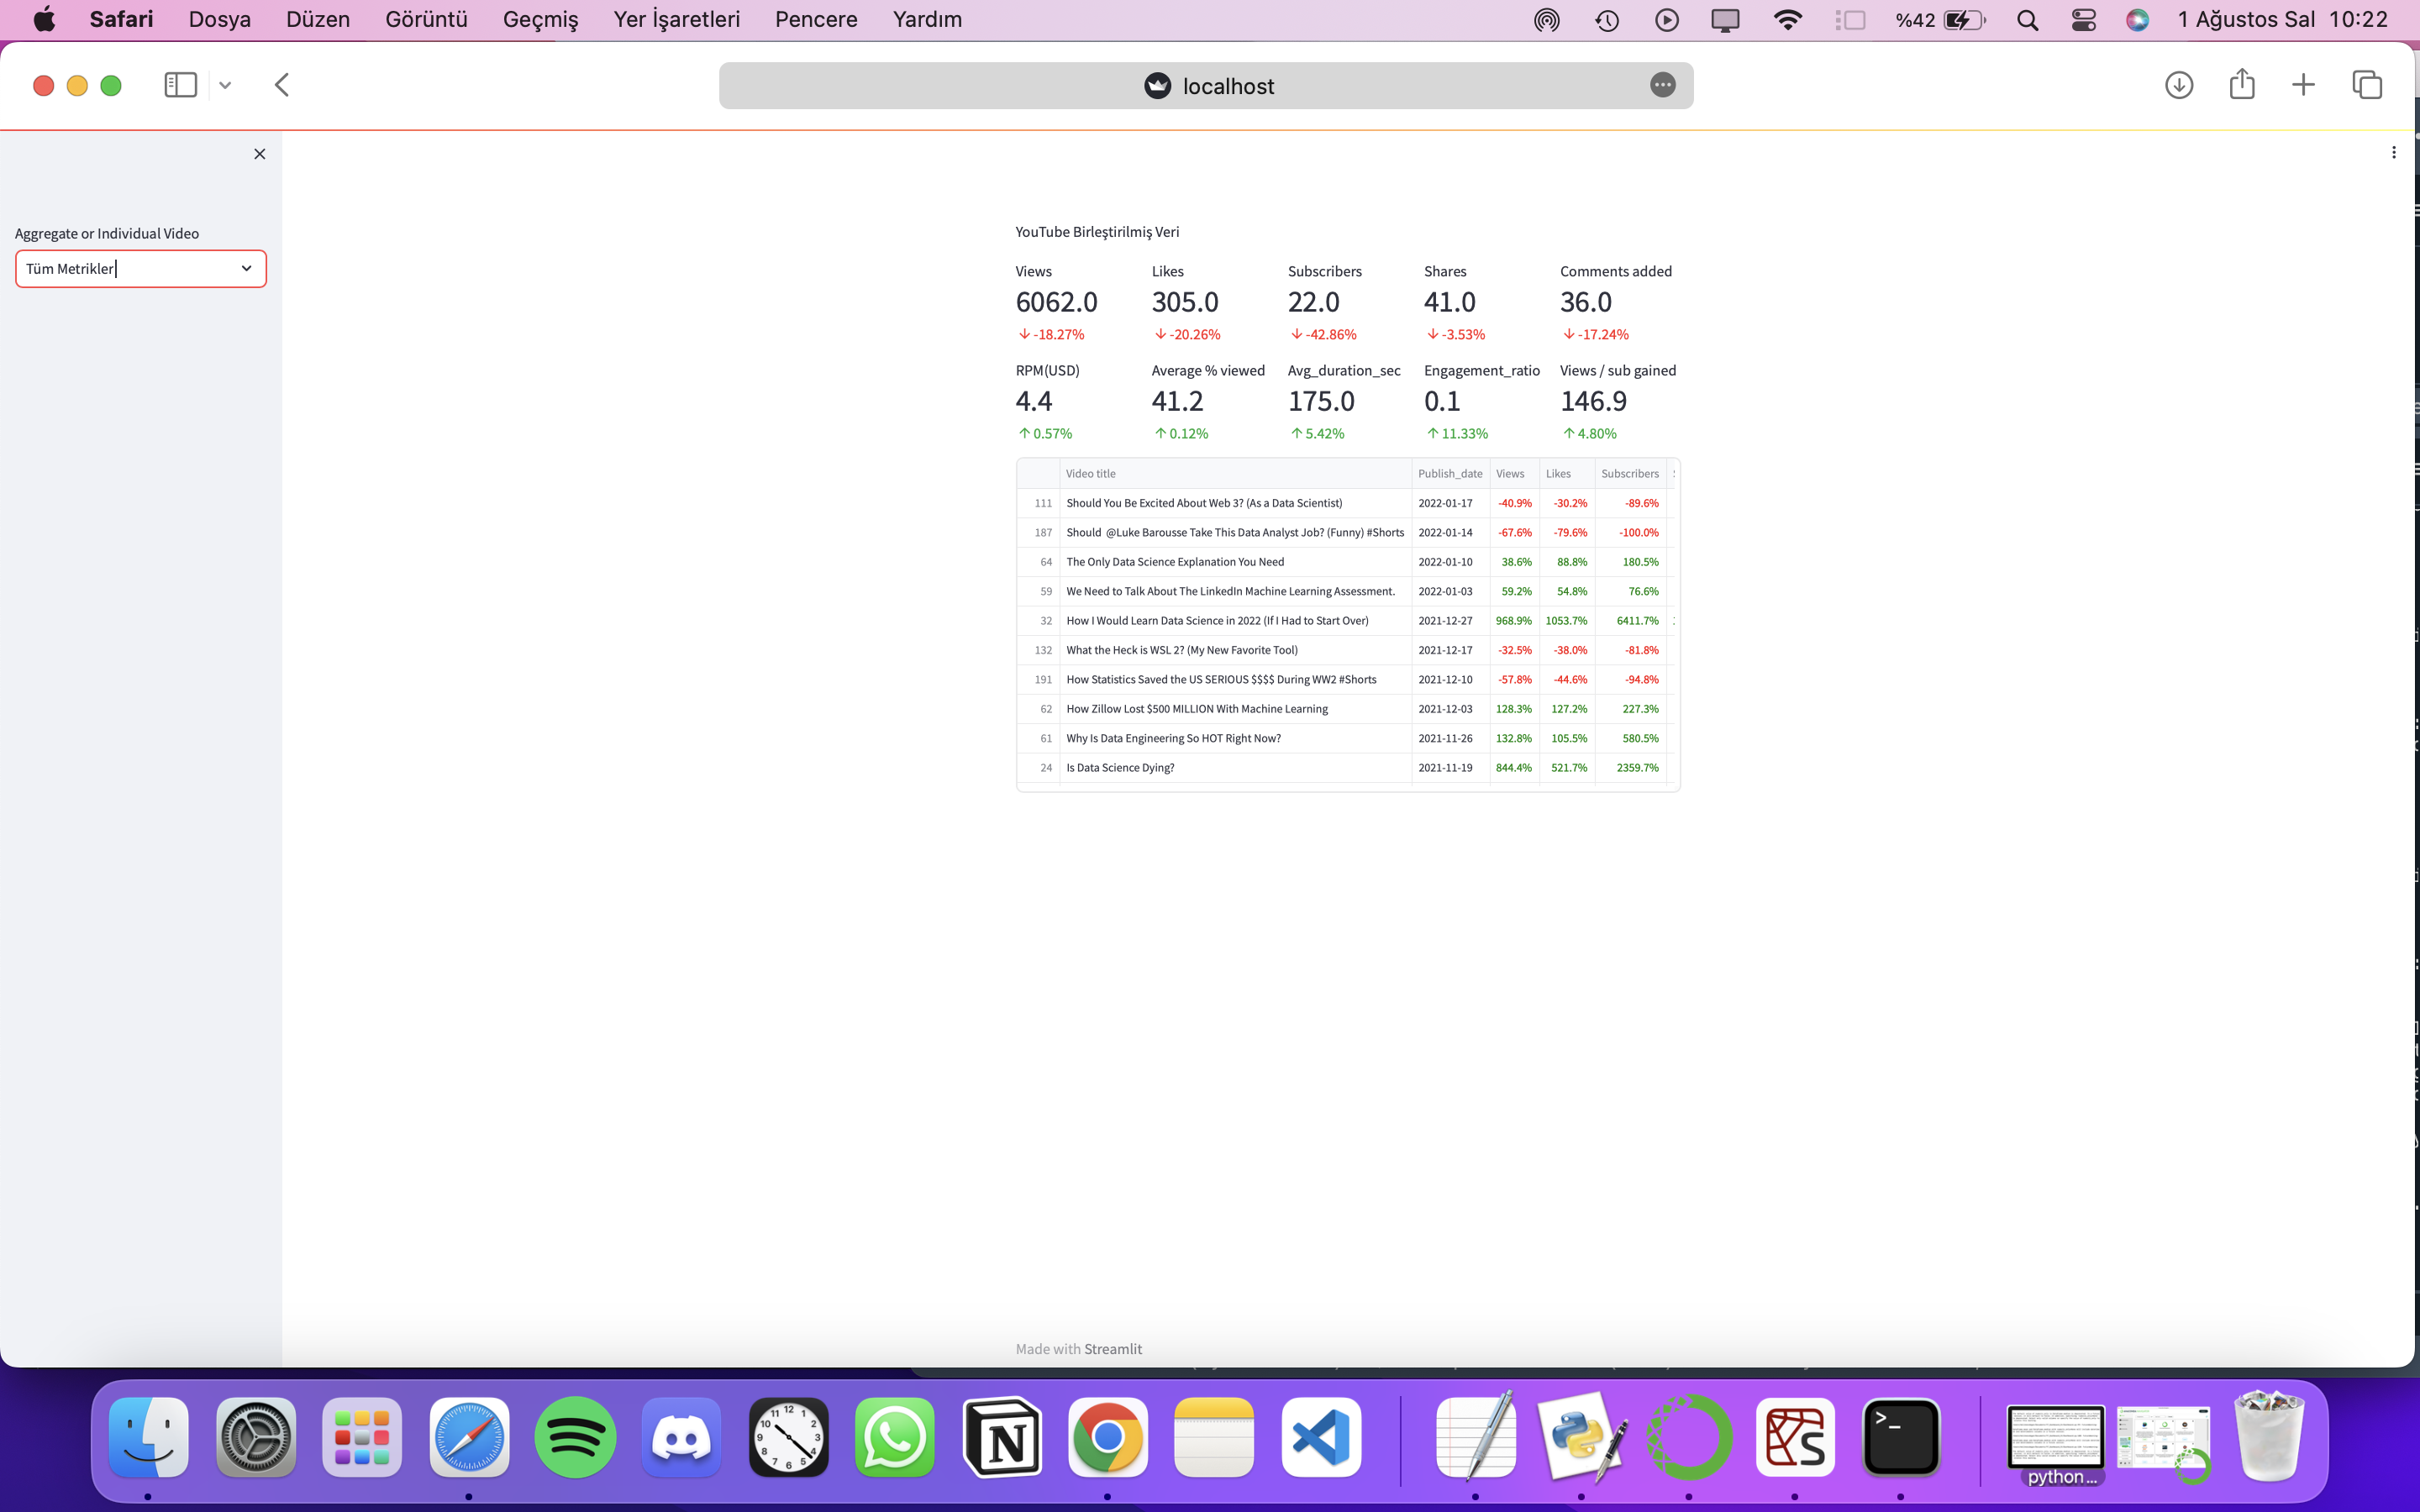 Safari Dosya Düzen Görüntü Geçmiş Yer İşaretleri Pencere Yardım %42 1 Ağustos Sal 10:22
localhost
Aggregate or Individual Video
Tüm Metrikler
YouTube Birleştirilmiş Veri
Views Likes Subscribers Shares Comments added
6062.0 305.0 22.0 41.0 36.0
-18.27% -20.26% -42.86% -3.53% -17.24%
RPM(USD) Average % viewed Avg_duration_sec Engagement_ratio Views / sub gained
4.4 41.2 175.0 0.1 146.9
0.57% 0.12% 5.42% 11.33% 4.80%
Video title Publish_date Views Likes Subscribers
111 Should You Be Excited About Web 3? (As a Data Scientist) 2022-01-17 -40.9% -30.2% -89.6%
187 Should @Luke Barousse Take This Data Analyst Job? (Funny) #Shorts 2022-01-14 -67.6% -79.6% -100.0%
64 The Only Data Science Explanation You Need 2022-01-10 38.6% 88.8% 180.5%
59 We Need to Talk About The LinkedIn Machine Learning Assessment. 2022-01-03 59.2% 54.8% 76.6%
32 How I Would Learn Data Science in 2022 (If I Had to Start Over) 2021-12-27 968.9% 1053.7% 6411.7%
132 What the Heck is WSL 2? (My New Favorite Tool) 2021-12-17 -32.5% -38.0% -81.8%
191 How Statistics Saved the US SERIOUS $$$$ During WW2 #Shorts 2021-12-10 -57.8% -44.6% -94.8%
62 How Zillow Lost $500 MILLION With Machine Learning 2021-12-03 128.3% 127.2% 227.3%
61 Why Is Data Engineering So HOT Right Now? 2021-11-26 132.8% 105.5% 580.5%
24 Is Data Science Dying? 2021-11-19 844.4% 521.7% 2359.7%
Made with Streamlit
python ...